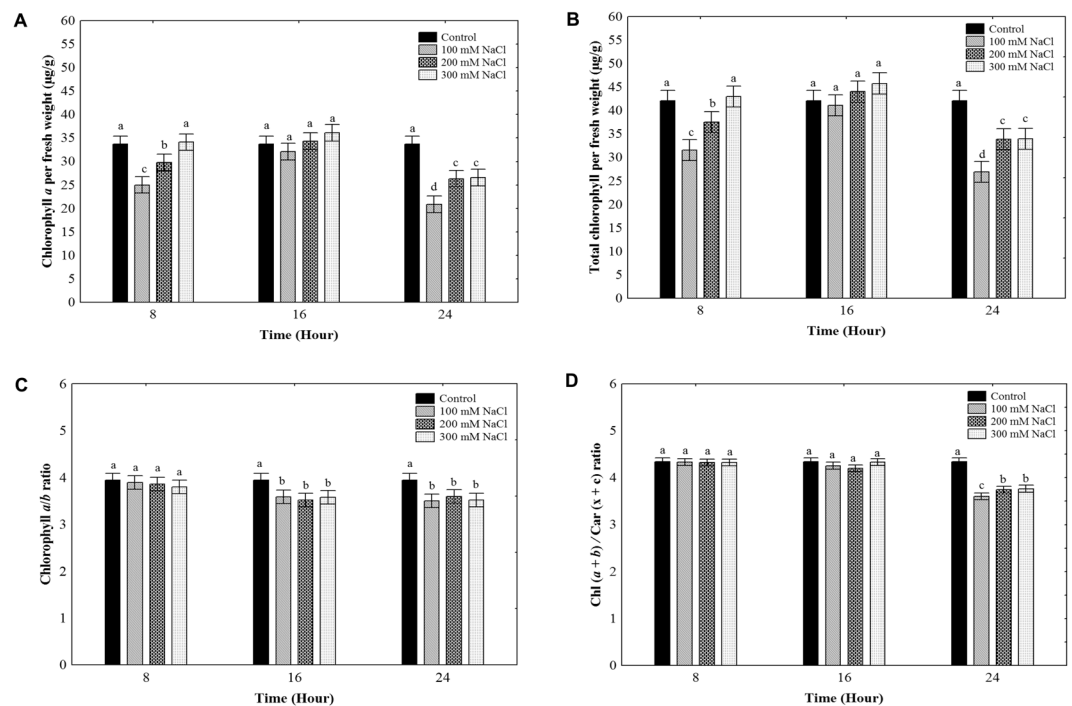 A
Chlorophyll a per fresh weight (µg/g)
60
55
50
45
40
35
30
25
20
15
10
5
0
Control
100 mM NaCl
200 mM NaCl
300 mM NaCl
a c b a
a a a a
a d c c
8 16 24
Time (Hour)
B
Total chlorophyll per fresh weight (µg/g)
60
55
50
45
40
35
30
25
20
15
10
5
0
Control
100 mM NaCl
200 mM NaCl
300 mM NaCl
a c b a
a a a a
a d c c
8 16 24
Time (Hour)
C
Chlorophyll a/b ratio
6
5
4
3
2
1
0
Control
100 mM NaCl
200 mM NaCl
300 mM NaCl
a a a a
a b b b
a b b b
8 16 24
Time (Hour)
D
Chl (a + b) / Car (x + c) ratio
6
5
4
3
2
1
0
Control
100 mM NaCl
200 mM NaCl
300 mM NaCl
a a a a
a a a a
a c b b
8 16 24
Time (Hour)